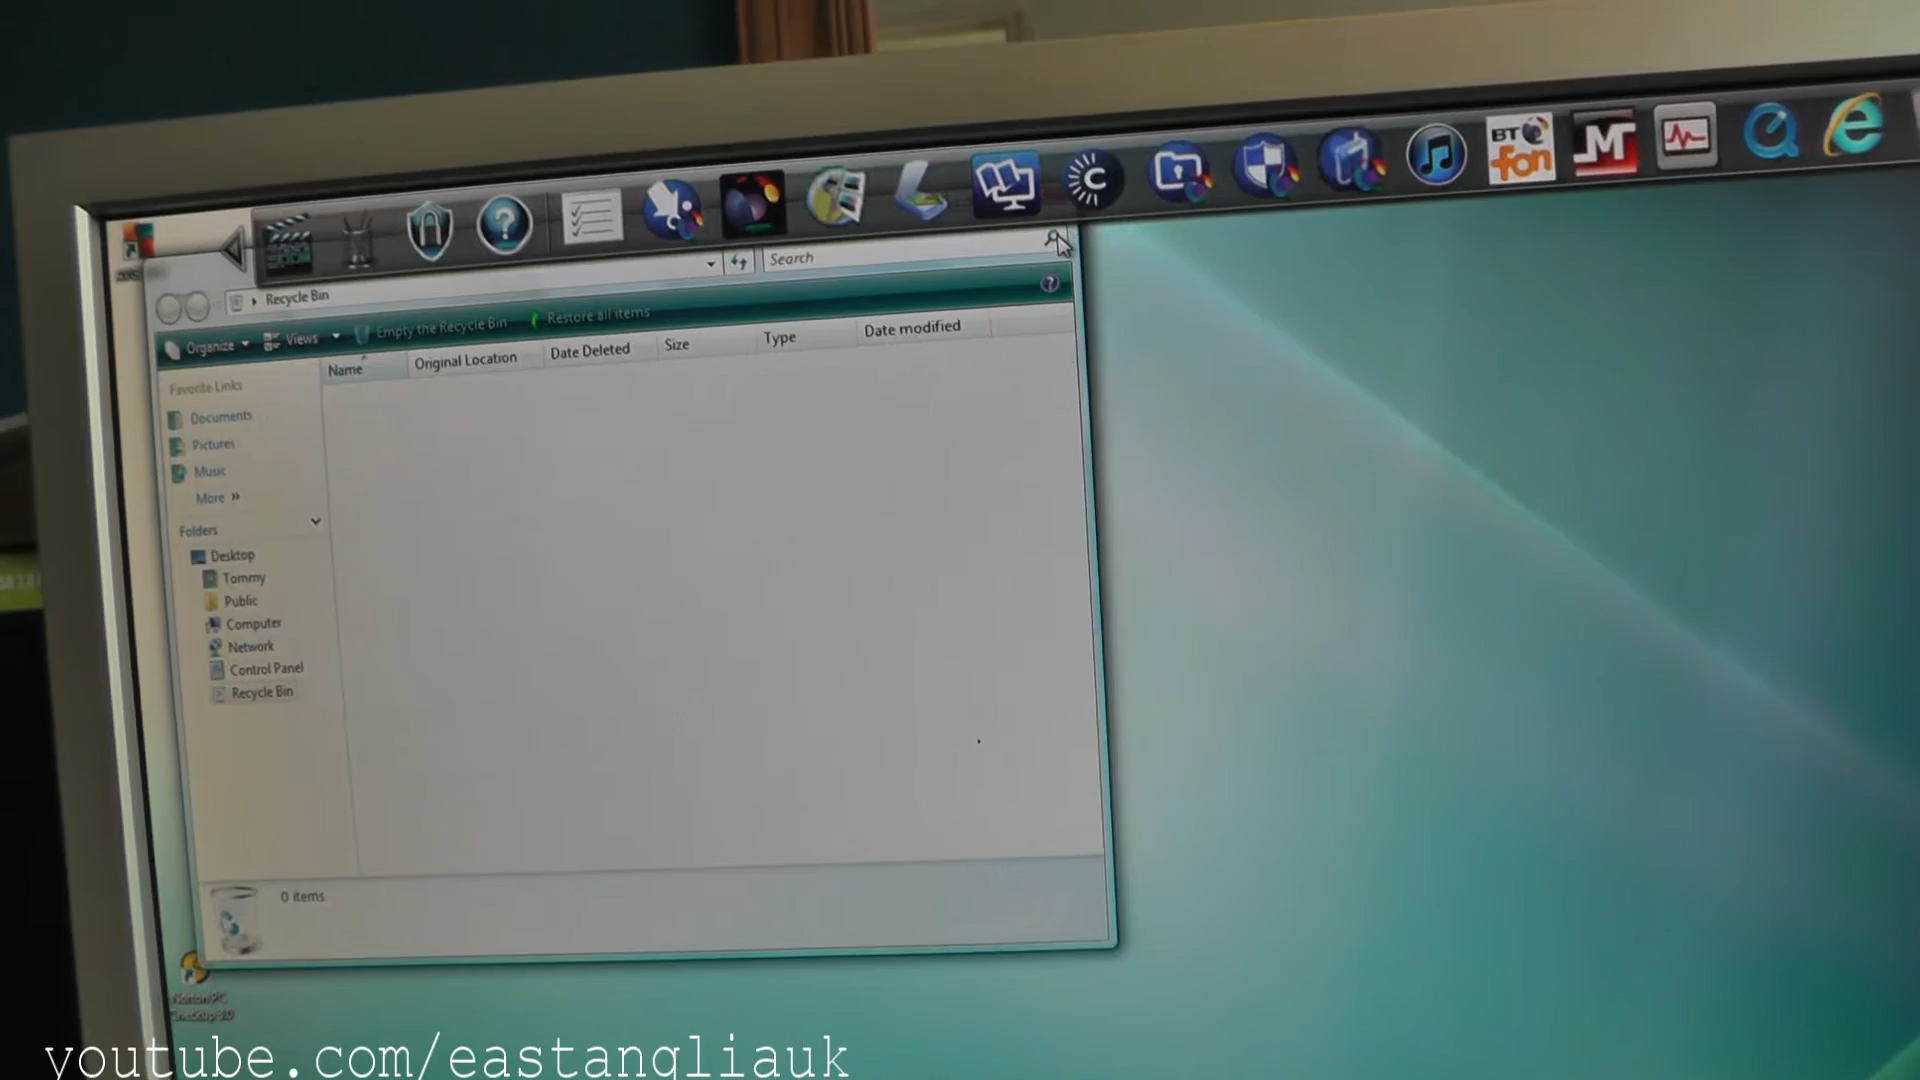 BT
fon
M
Search
Recycle Bin
Organize
Views
Empty the Recycle Bin
Restore all items
Name
Original Location
Date Deleted
Size
Type
Date modified
Favorite Links
Documents
Pictures
Music
More »
Folders
Desktop
Tommy
Public
Computer
Network
Control Panel
Recycle Bin
0 items
Norton PC
youtube.com/eastangliauk